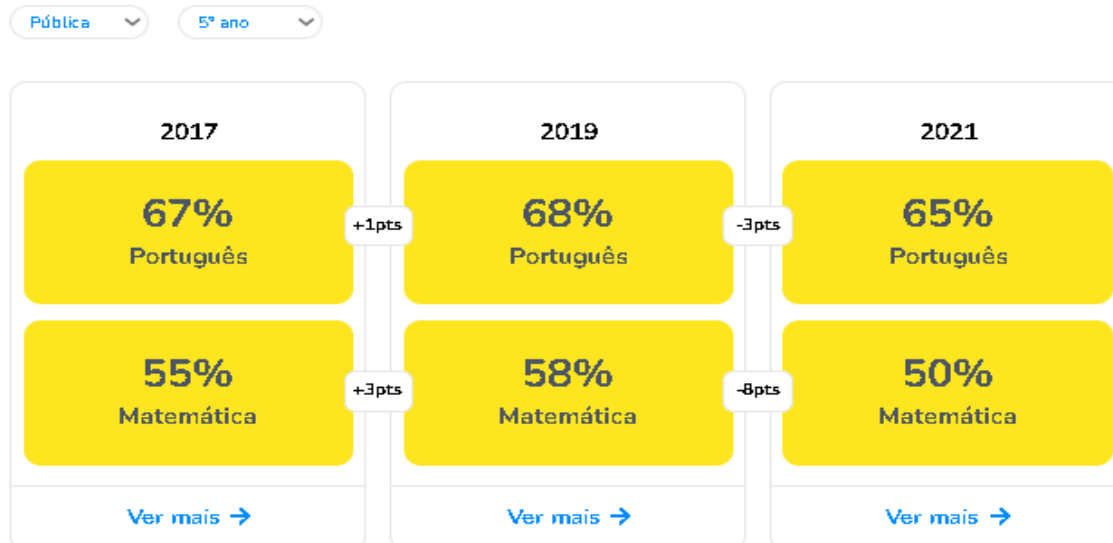 Pública 5º ano
2017 2019 2021
67% 68% 65%
+1pts -3pts
Português Português Português
55% 58% 50%
+3pts -8pts
Matemática Matemática Matemática
Ver mais → Ver mais → Ver mais →